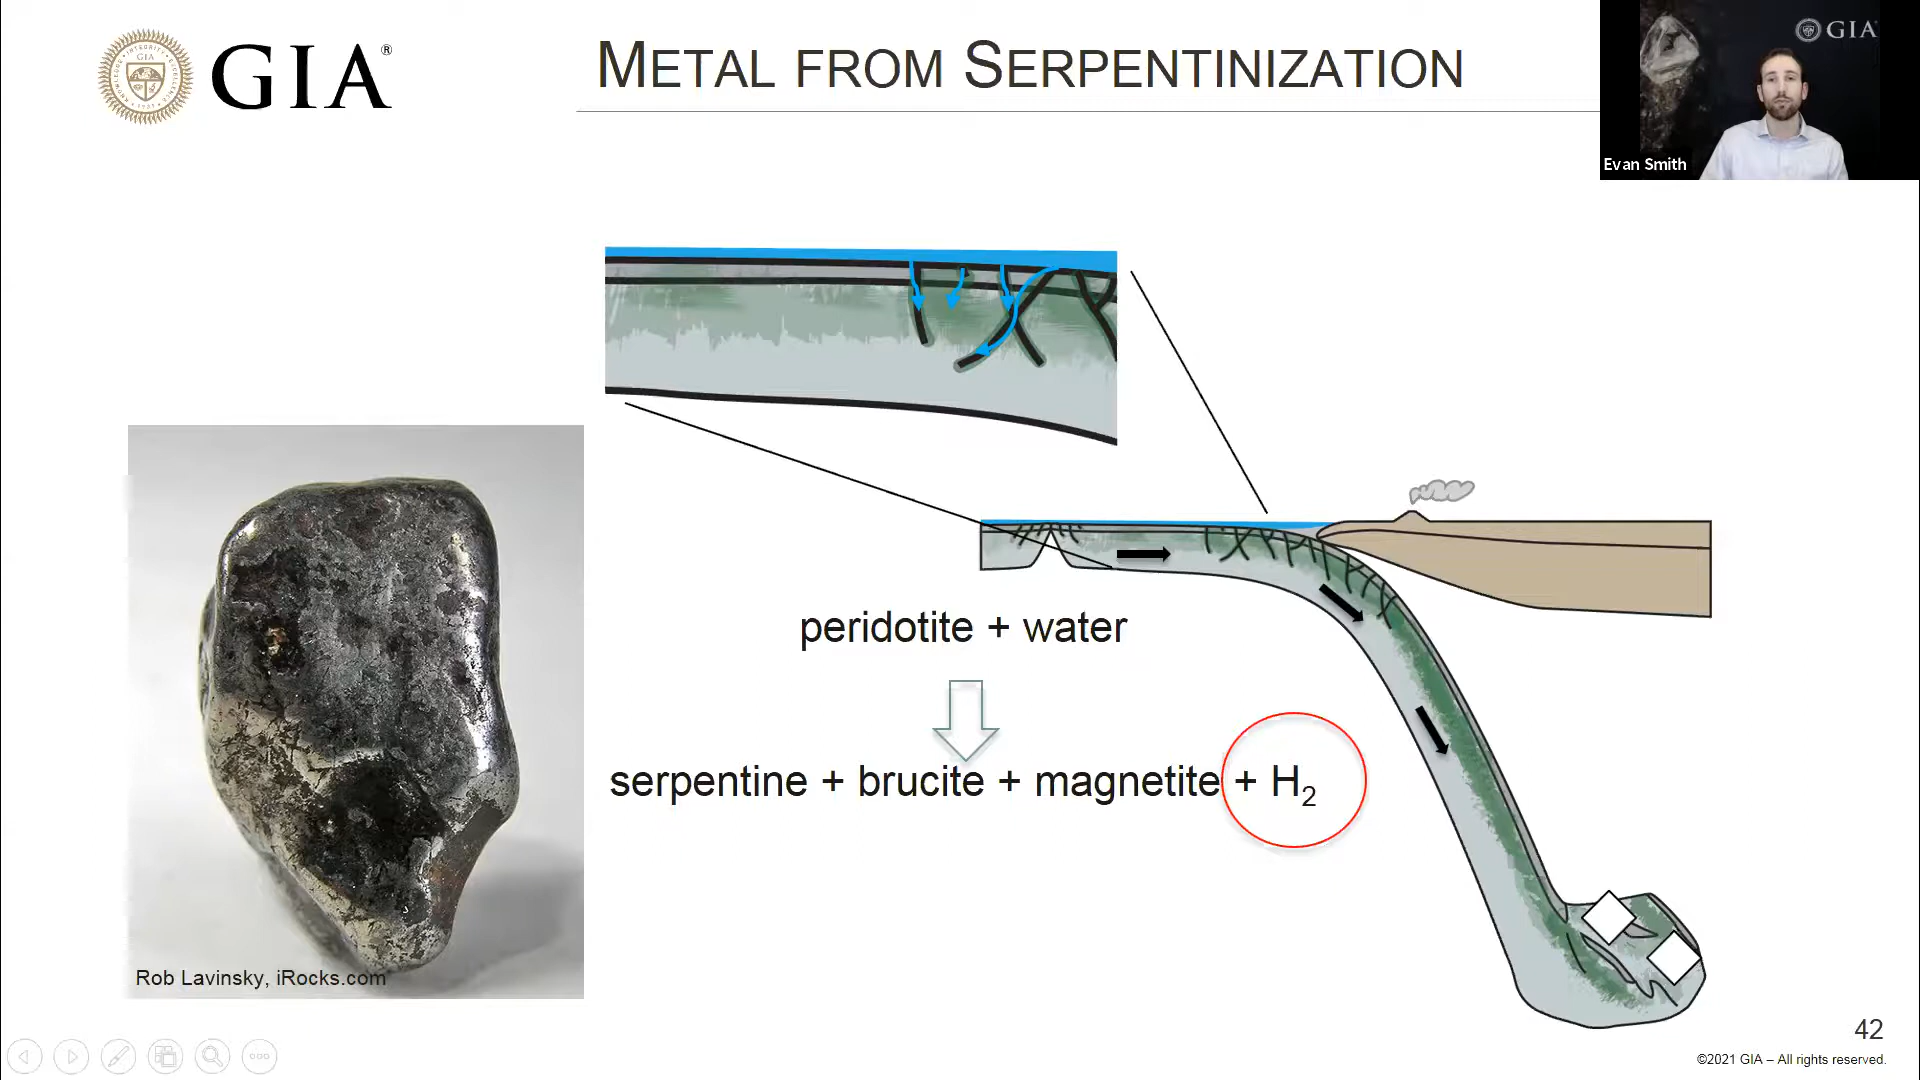 GIA®
METAL FROM SERPENTINIZATION
GIA
Evan Smith
peridotite + water
serpentine + brucite + magnetite + H₂
Rob Lavinsky, iRocks.com
42
©2021 GIA – All rights reserved.